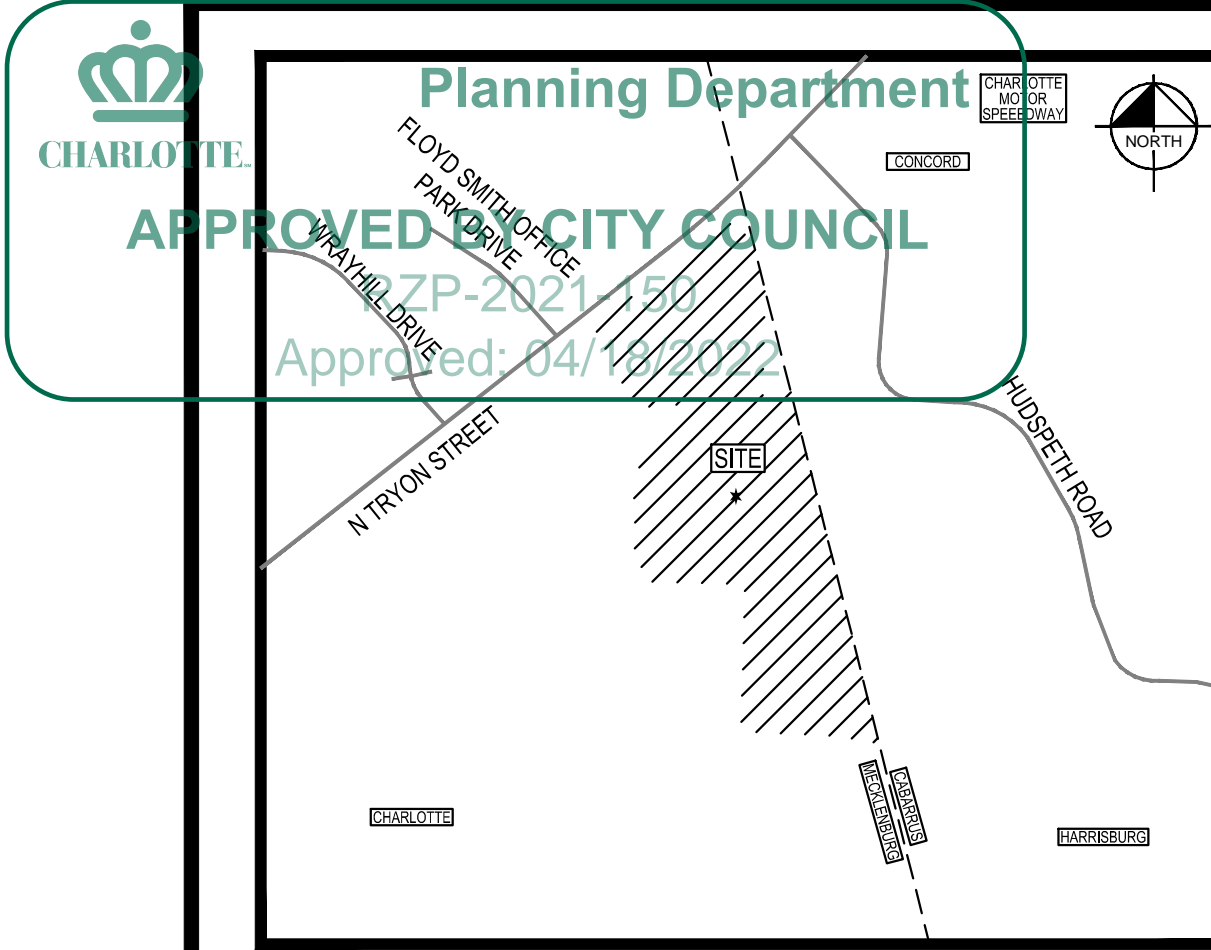 CHARLOTTE
Planning Department
APPROVED BY CITY COUNCIL
RZP-2021-150
Approved: 04/18/2022
CHARLOTTE
MOTOR
SPEEEDWAY
NORTH
CONCORD
FLOYD SMITH OFFICE
PARK DRIVE
WRAYHILL DRIVE
N TRYON STREET
SITE
HUDSPETH ROAD
CHARLOTTE
MECKLENBURG
CABARRUS
HARRISBURG